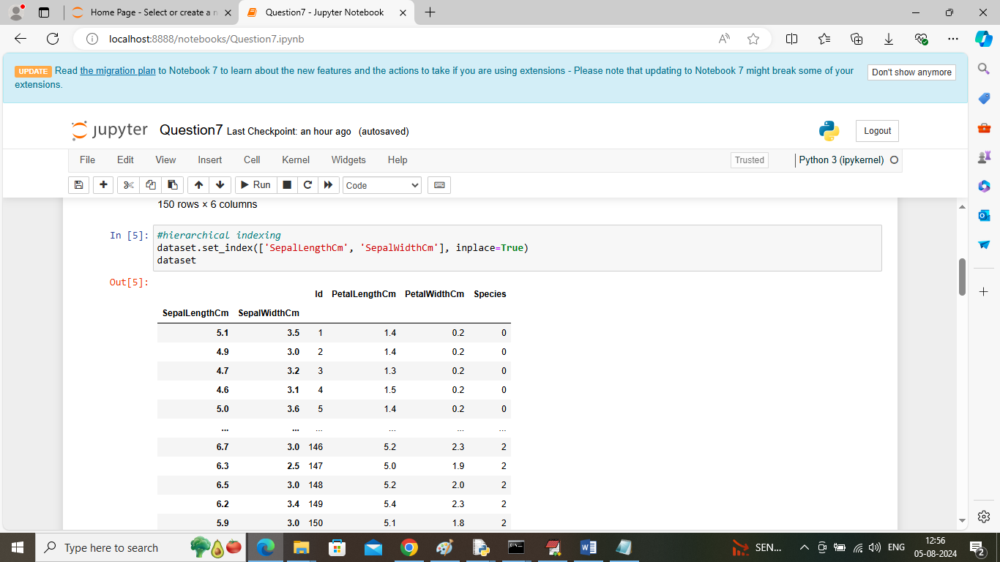 Home Page - Select or create a n
Question7 - Jupyter Notebook
localhost:8888/notebooks/Question7.ipynb
UPDATE Read the migration plan to Notebook 7 to learn about the new features and the actions to take if you are using extensions - Please note that updating to Notebook 7 might break some of your
extensions.
Don't show anymore
jupyter Question7 Last Checkpoint: an hour ago (autosaved)
Logout
File Edit View Insert Cell Kernel Widgets Help
Trusted
Python 3 (ipykernel)
Run
Code
150 rows × 6 columns
In [5]: #hierarchical indexing
dataset.set_index(['SepalLengthCm', 'SepalWidthCm'], inplace=True)
dataset
Out[5]:
Id PetalLengthCm PetalWidthCm Species
SepalLengthCm SepalWidthCm
5.1 3.5 1 1.4 0.2 0
4.9 3.0 2 1.4 0.2 0
4.7 3.2 3 1.3 0.2 0
4.6 3.1 4 1.5 0.2 0
5.0 3.6 5 1.4 0.2 0
... ... ... ... ... ...
6.7 3.0 146 5.2 2.3 2
6.3 2.5 147 5.0 1.9 2
6.5 3.0 148 5.2 2.0 2
6.2 3.4 149 5.4 2.3 2
5.9 3.0 150 5.1 1.8 2
Type here to search
SEN...
ENG
12:56
05-08-2024
2